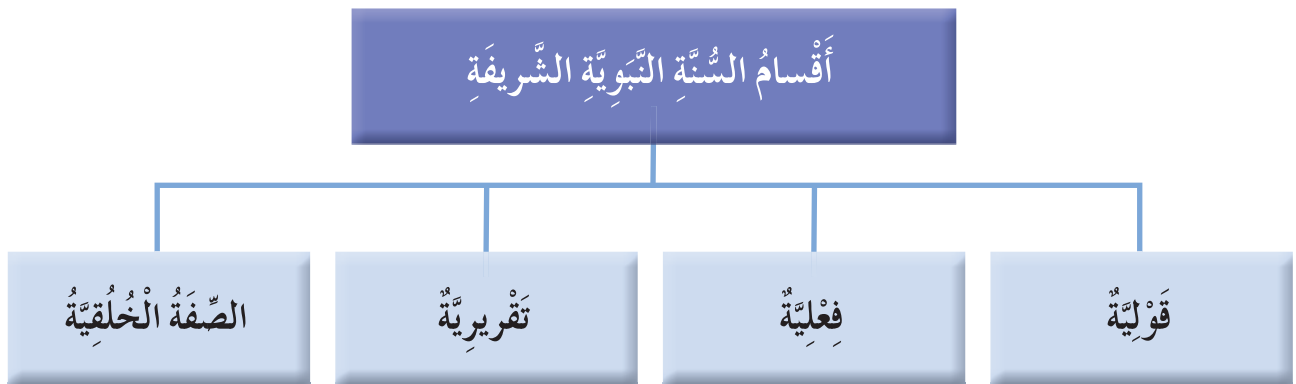 أَقْسامُ السُّنَّةِ النَّبَوِيَّةِ الشَّريفَةِ
قَوْلِيَّةٌ
فِعْلِيَّةٌ
تَقْريرِيَّةٌ
الصِّفَةُ الْخُلُقِيَّةُ